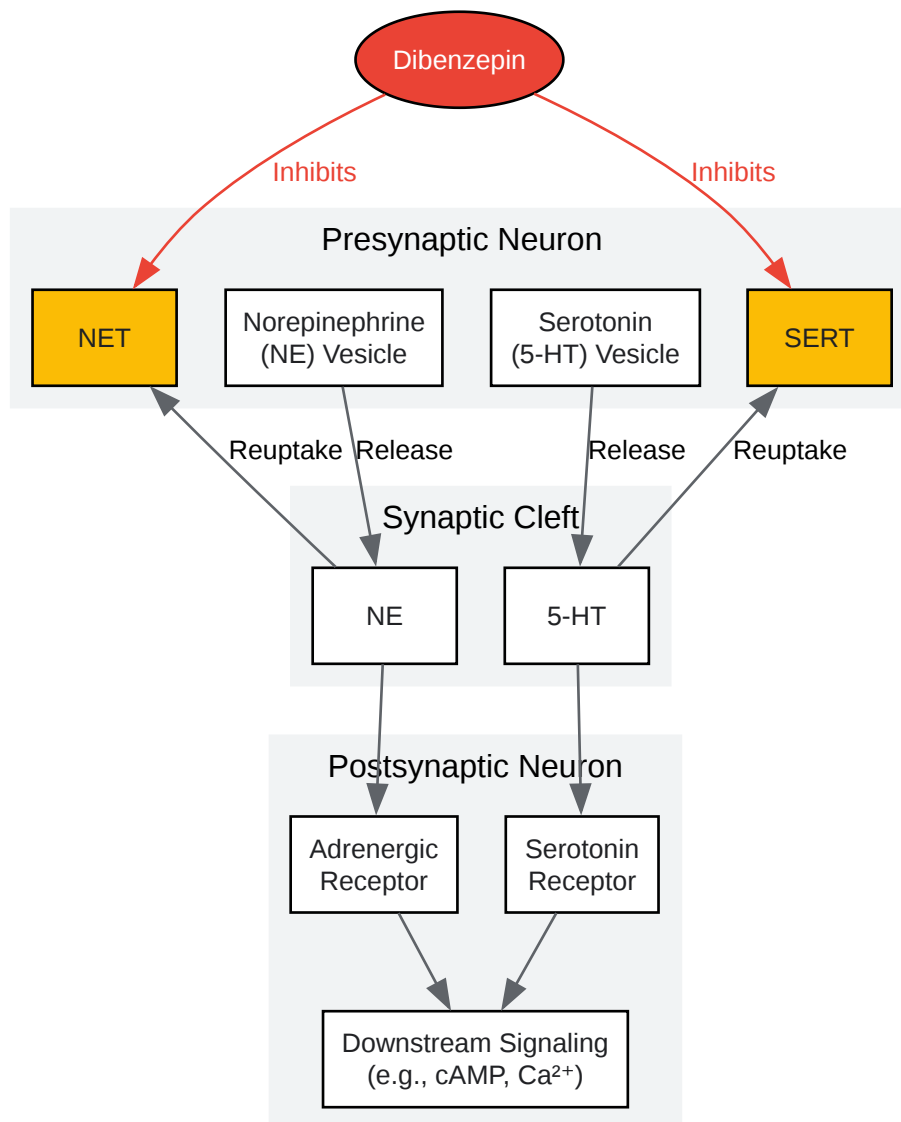 Dibenzepin
Inhibits
Inhibits
Presynaptic Neuron
NET
Norepinephrine
(NE) Vesicle
Serotonin
(5-HT) Vesicle
SERT
Reuptake
Release
Release
Reuptake
Synaptic Cleft
NE
5-HT
Postsynaptic Neuron
Adrenergic
Receptor
Serotonin
Receptor
Downstream Signaling
(e.g., cAMP, Ca²⁺)